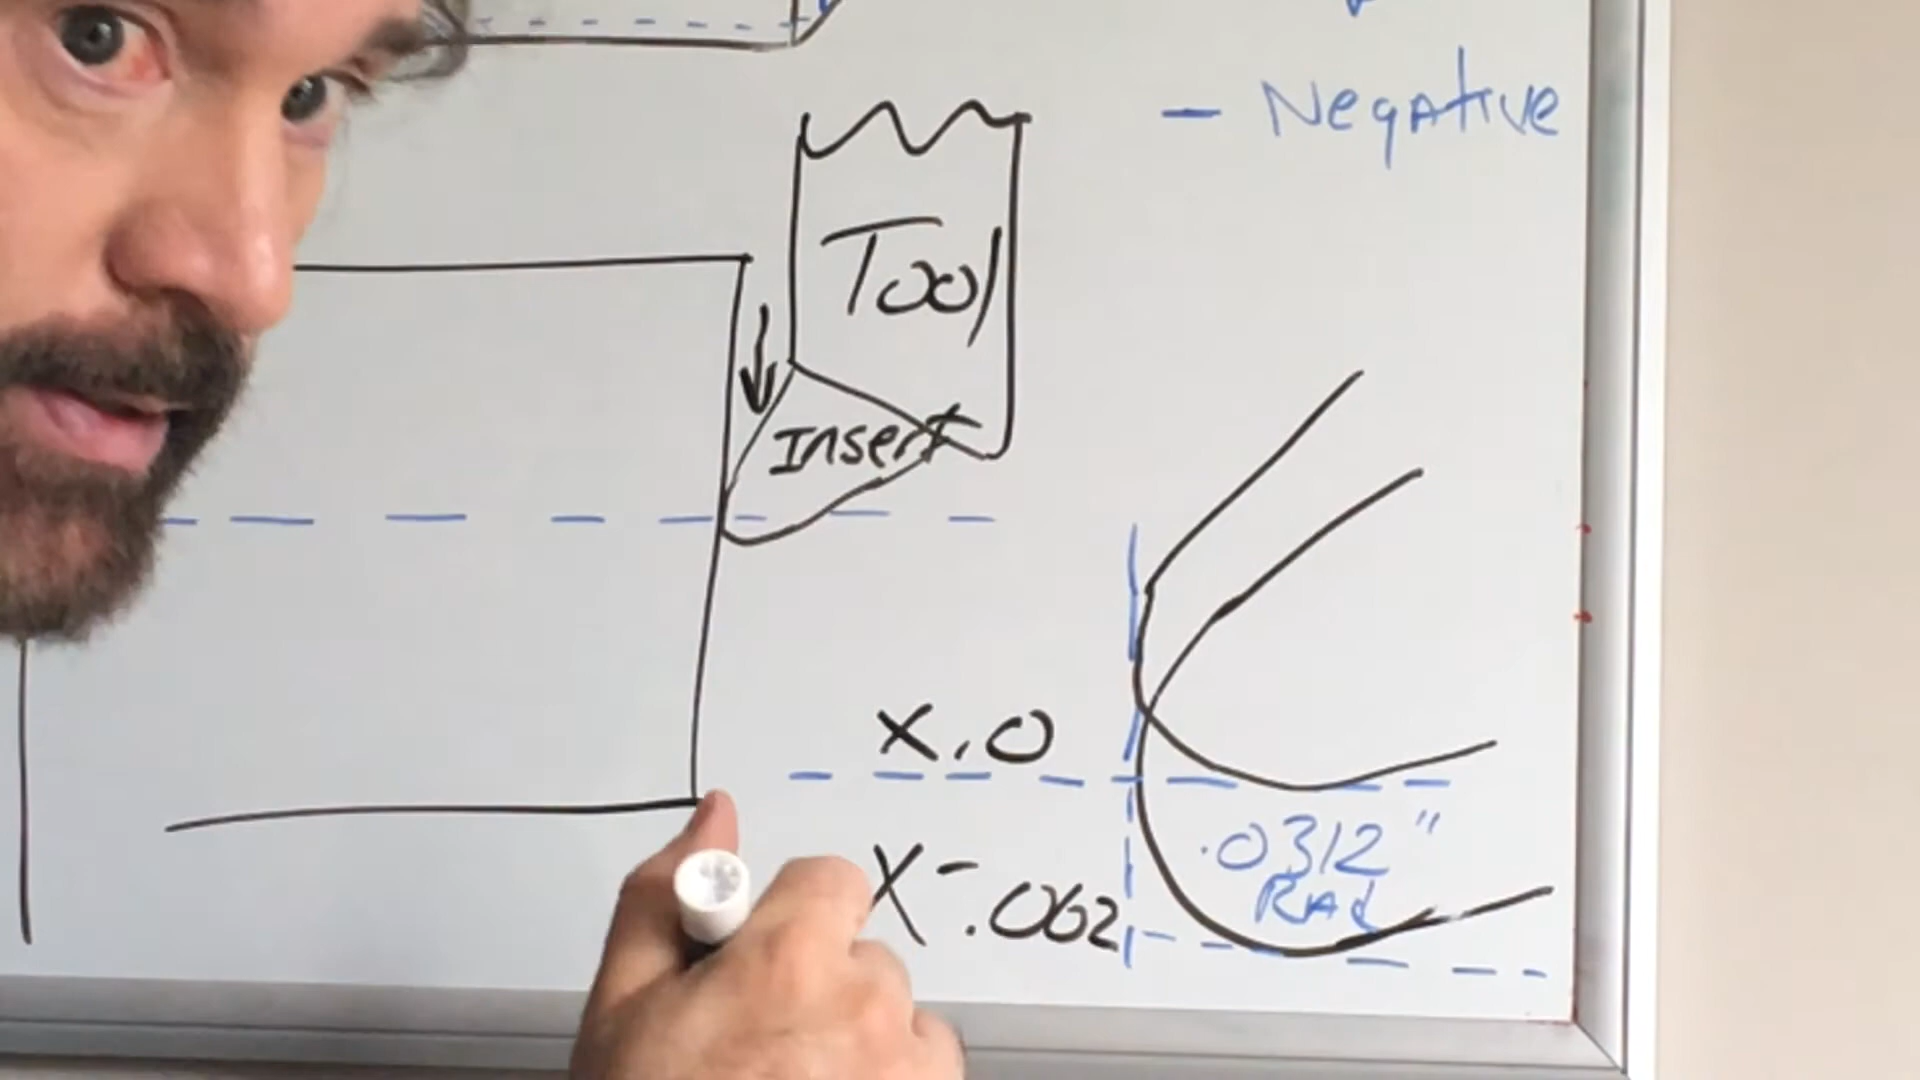 - Negative
Tool
Insert
X.0
.0312"
RAd
X-.062